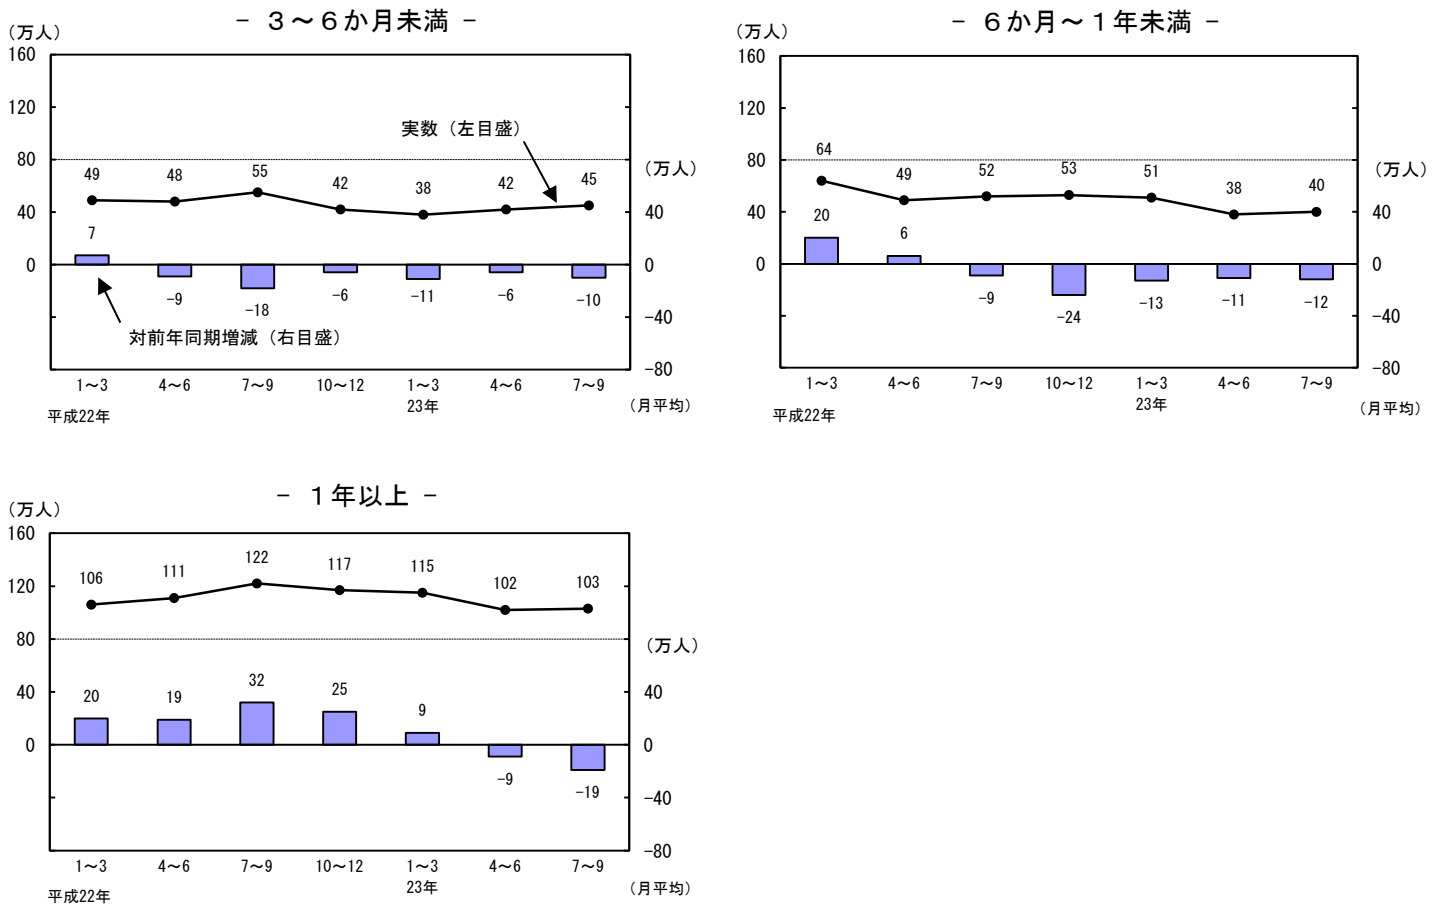 − ３～６か月未満 −
（万人）
160
120
80
40
0
実数（左目盛）
49 48 55 42 38 42 45
7 −9 −18 −6 −11 −6 −10
対前年同期増減（右目盛）
（万人）
40
0
−40
−80
1～3 4～6 7～9 10～12 1～3 4～6 7～9
平成22年 23年 （月平均）
− ６か月～１年未満 −
（万人）
160
120
80
40
0
64 49 52 53 51 38 40
20 6 −9 −24 −13 −11 −12
（万人）
40
0
−40
−80
1～3 4～6 7～9 10～12 1～3 4～6 7～9
平成22年 23年 （月平均）
− １年以上 −
（万人）
160
120
80
40
0
106 111 122 117 115 102 103
20 19 32 25 9 −9 −19
（万人）
40
0
−40
−80
1～3 4～6 7～9 10～12 1～3 4～6 7～9
平成22年 23年 （月平均）